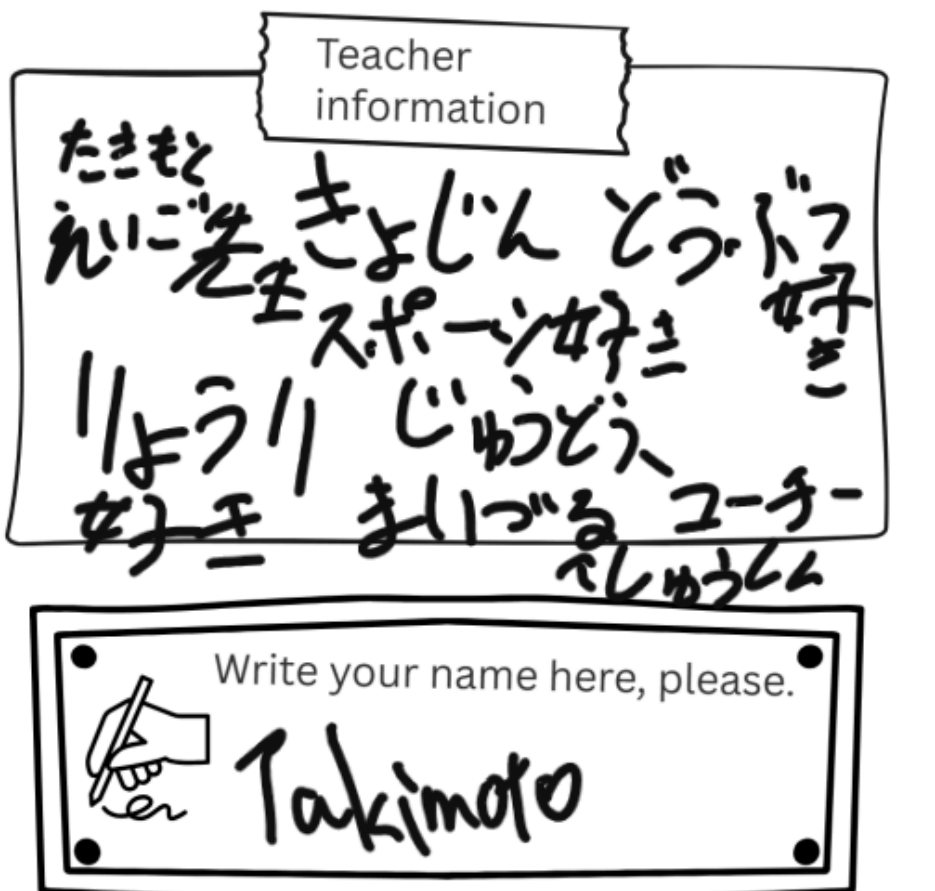 Teacher
information
たきもと
えいご先生
きょじん
どうぶつ
好き
スポーツ好き
りょうり
好き
じゅうどう、
まいづる
コーチー
↑しゅうしん
Write your name here, please.
Takimoto